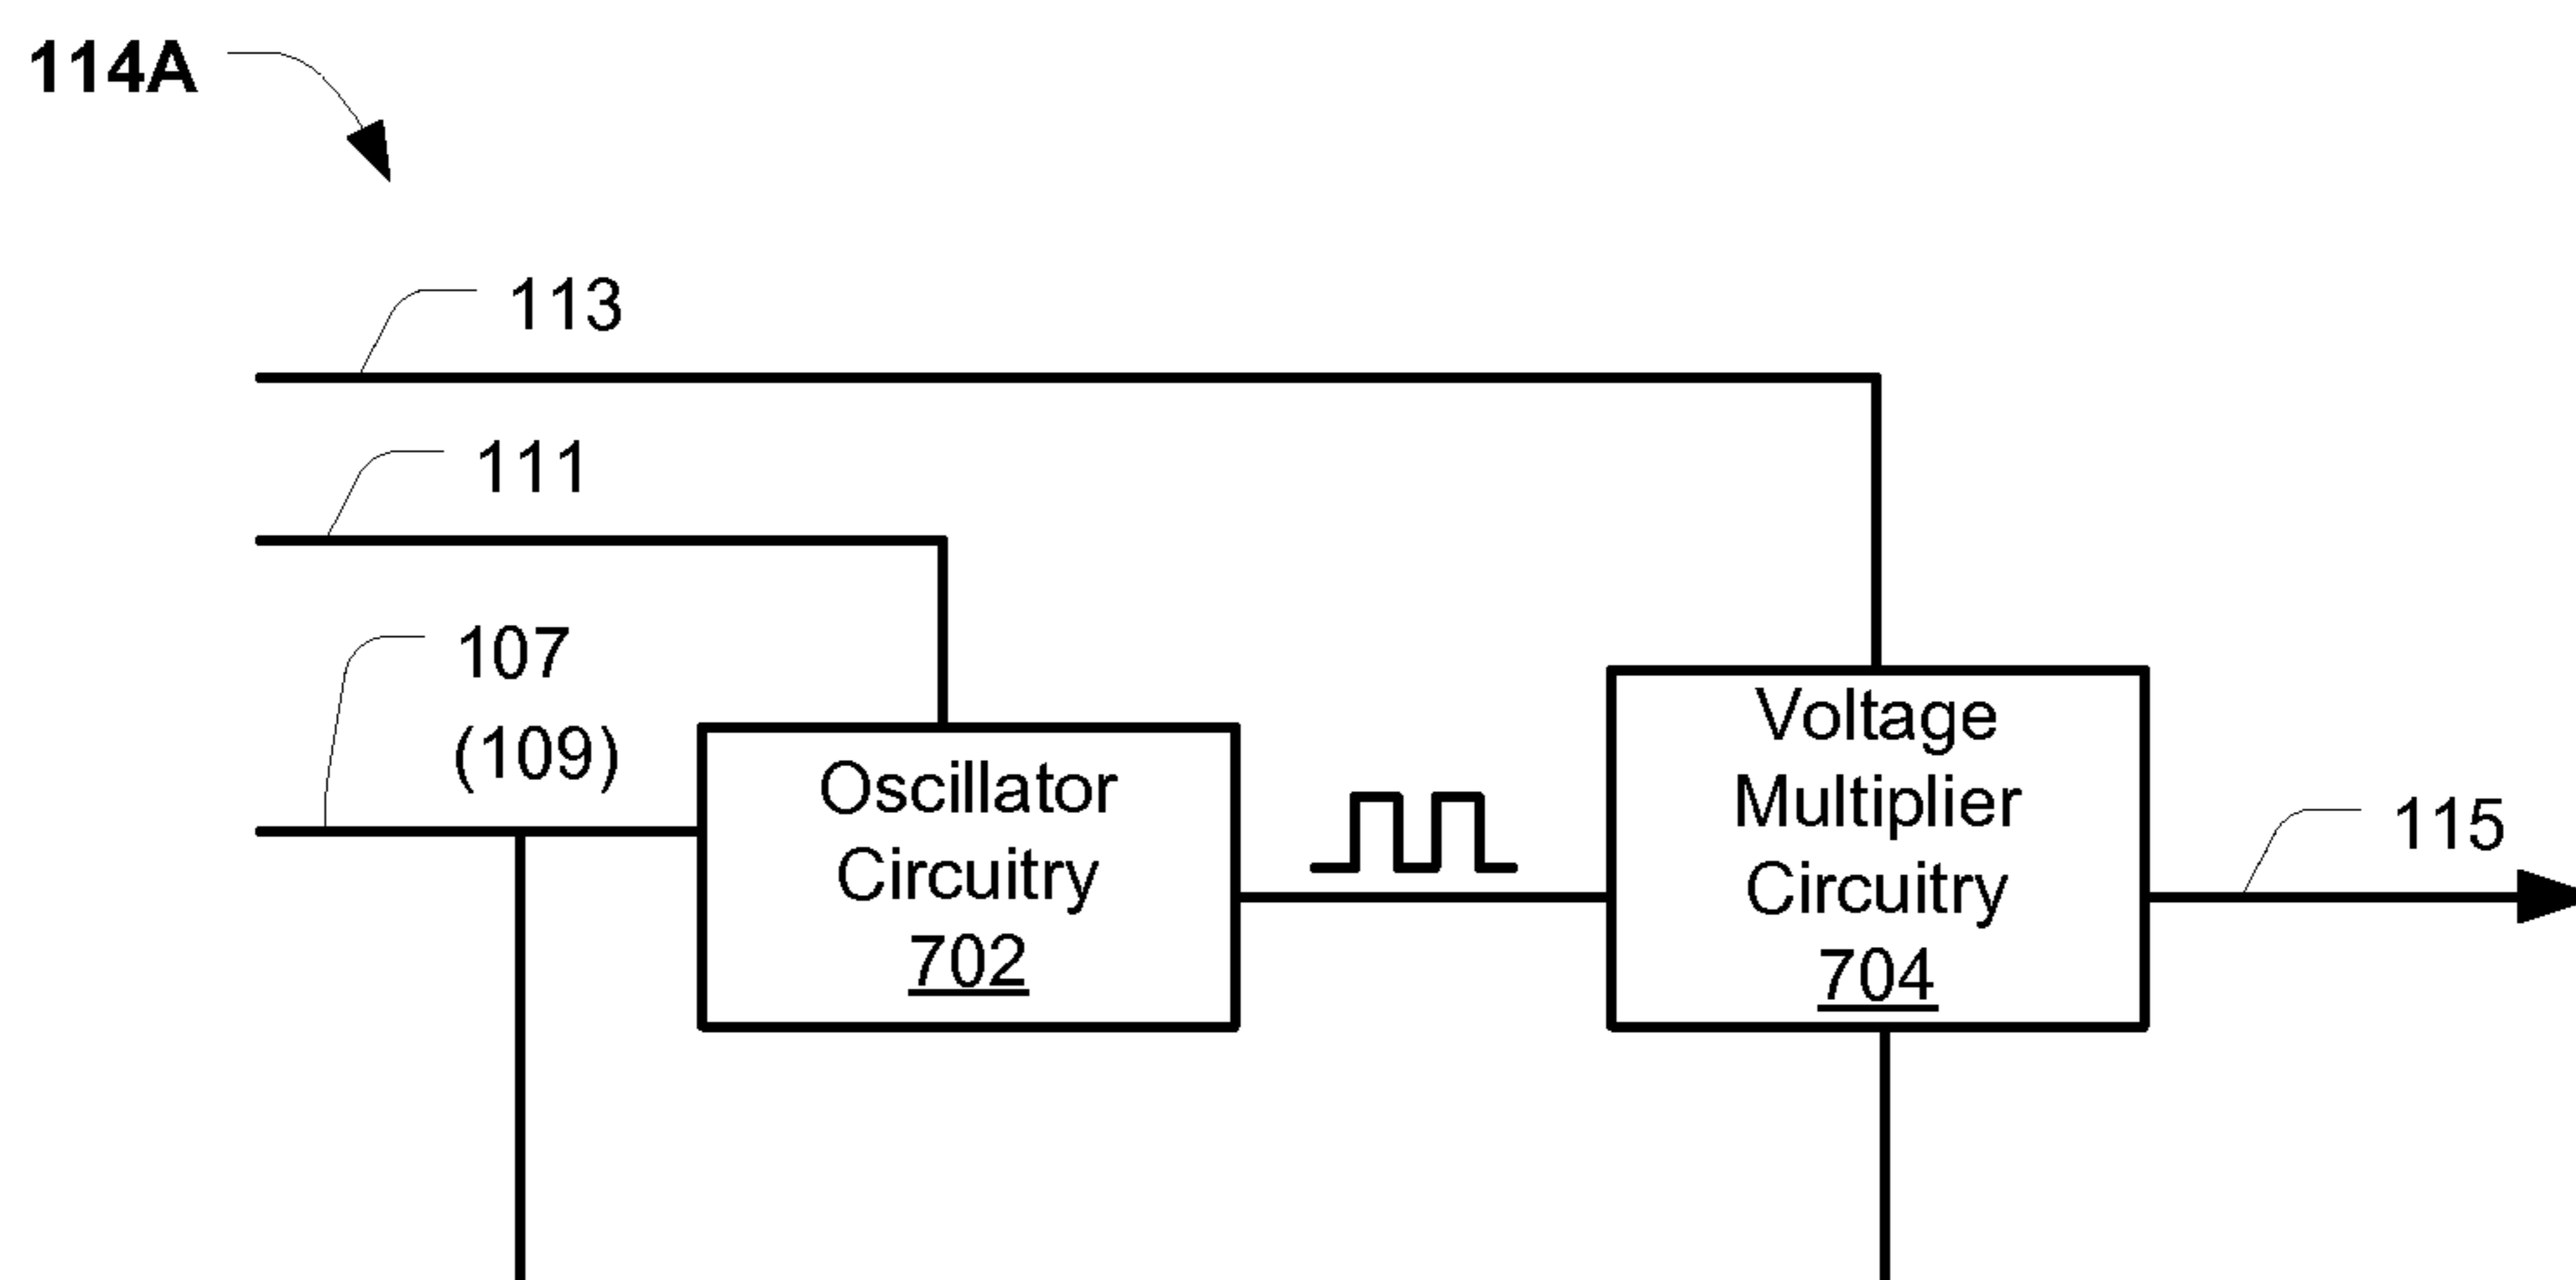 114A
113
111
107
(109)
Oscillator
Circuitry
702
Voltage
Multiplier
Circuitry
704
115